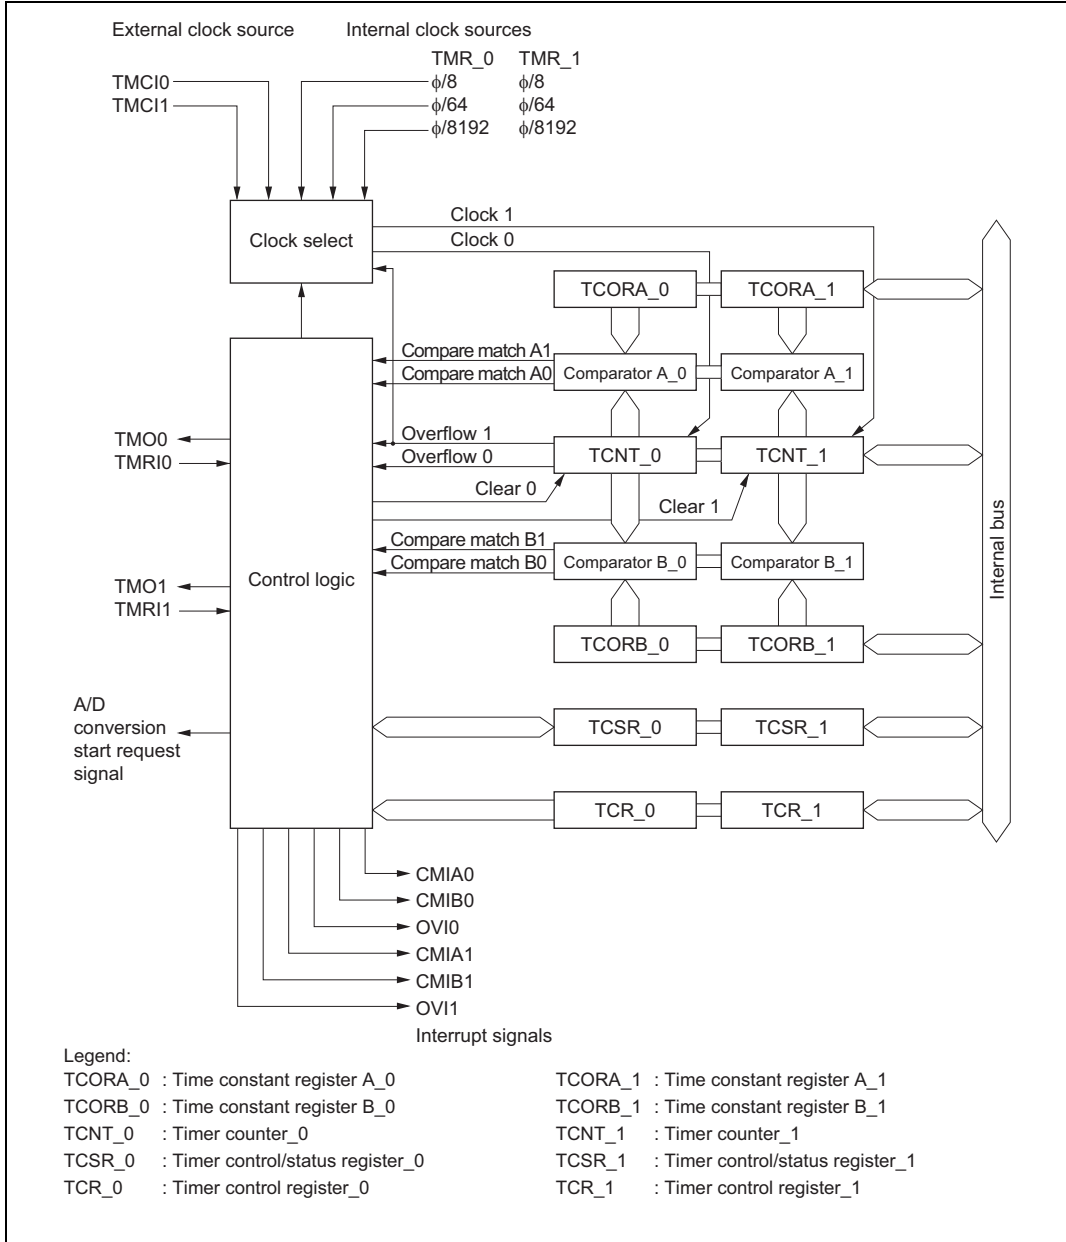 External clock source
Internal clock sources
TMR_0 TMR_1
TMCI0
ϕ/8 ϕ/8
TMCI1
ϕ/64 ϕ/64
ϕ/8192 ϕ/8192
Clock select
Clock 1
Clock 0
TCORA_0
TCORA_1
Compare match A1
Compare match A0
Comparator A_0
Comparator A_1
TMO0
TMRI0
Overflow 1
Overflow 0
TCNT_0
TCNT_1
Clear 0
Clear 1
Internal bus
Compare match B1
Compare match B0
Comparator B_0
Comparator B_1
Control logic
TMO1
TMRI1
TCORB_0
TCORB_1
A/D
conversion
start request
signal
TCSR_0
TCSR_1
TCR_0
TCR_1
CMIA0
CMIB0
OVI0
CMIA1
CMIB1
OVI1
Interrupt signals
Legend:
TCORA_0 : Time constant register A_0
TCORB_0 : Time constant register B_0
TCNT_0 : Timer counter_0
TCSR_0 : Timer control/status register_0
TCR_0 : Timer control register_0
TCORA_1 : Time constant register A_1
TCORB_1 : Time constant register B_1
TCNT_1 : Timer counter_1
TCSR_1 : Timer control/status register_1
TCR_1 : Timer control register_1